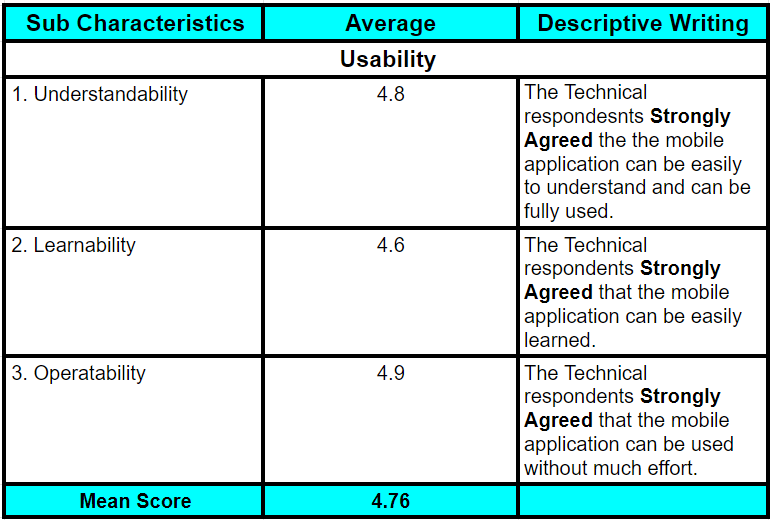 Sub Characteristics Average Descriptive Writing
Usability
1. Understandability 4.8 The Technical
respondesnts Strongly
Agreed the the mobile
application can be easily
to understand and can be
fully used.
2. Learnability 4.6 The Technical
respondents Strongly
Agreed that the mobile
application can be easily
learned.
3. Operatability 4.9 The Technical
respondents Strongly
Agreed that the mobile
application can be used
without much effort.
Mean Score 4.76